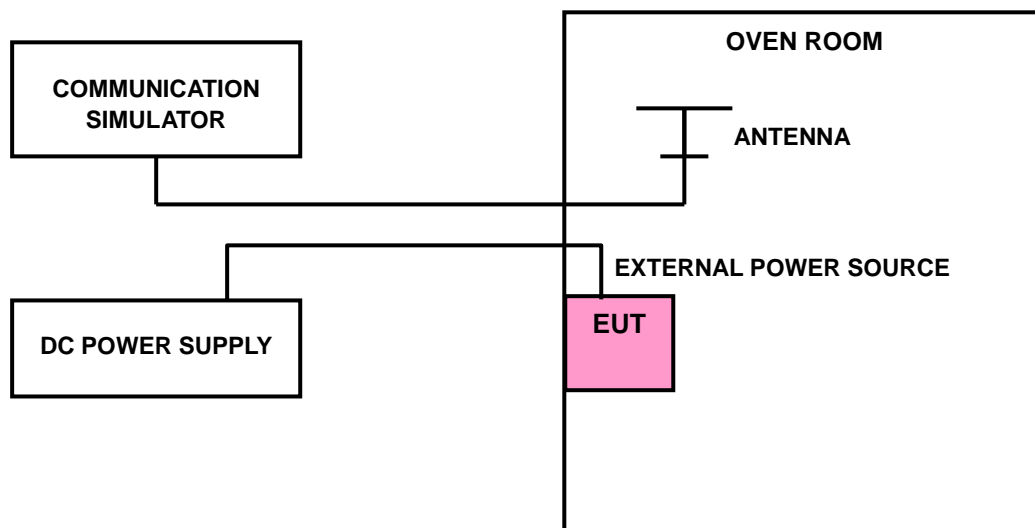 OVEN ROOM
COMMUNICATION
SIMULATOR
ANTENNA
EXTERNAL POWER SOURCE
EUT
DC POWER SUPPLY